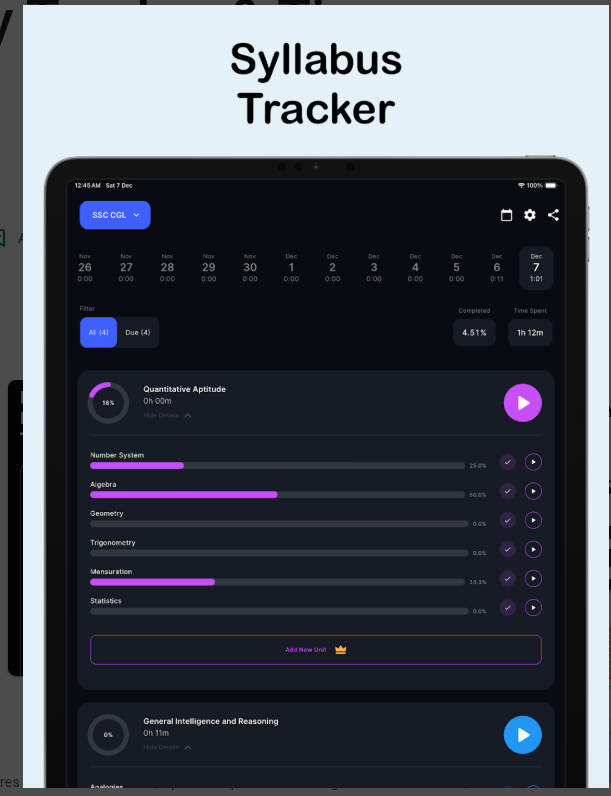 Syllabus
Tracker
12:45 AM Sat 7 Dec
100%
SSC CGL
Nov Nov Nov Nov Nov Dec Dec Dec Dec Dec Dec Dec
26 27 28 29 30 1 2 3 4 5 6 7
0:00 0:00 0:00 0:00 0:00 0:00 0:00 0:00 0:00 0:00 0:11 1:01
Filter Completed Time Spent
All (4) Due (4) 4.51% 1h 12m
Quantitative Aptitude
18% 0h 00m
Hide Details
Number System
25.0%
Algebra
50.0%
Geometry
0.0%
Trigonometry
0.0%
Mensuration
33.3%
Statistics
0.0%
Add New Unit
General Intelligence and Reasoning
0% 0h 11m
Hide Details
Analogies